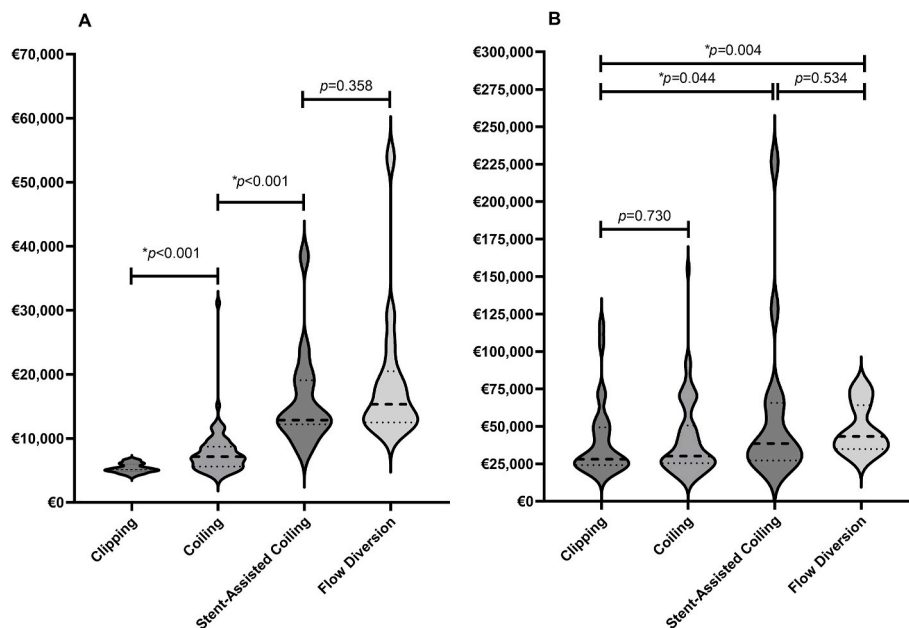 A
€70,000
€60,000
€50,000
€40,000
€30,000
€20,000
€10,000
€0
p=0.358
*p<0.001
*p<0.001
Clipping
Coiling
Stent-Assisted Coiling
Flow Diversion
B
€300,000
€275,000
€250,000
€225,000
€200,000
€175,000
€150,000
€125,000
€100,000
€75,000
€50,000
€25,000
€0
*p=0.004
*p=0.044
p=0.534
p=0.730
Clipping
Coiling
Stent-Assisted Coiling
Flow Diversion